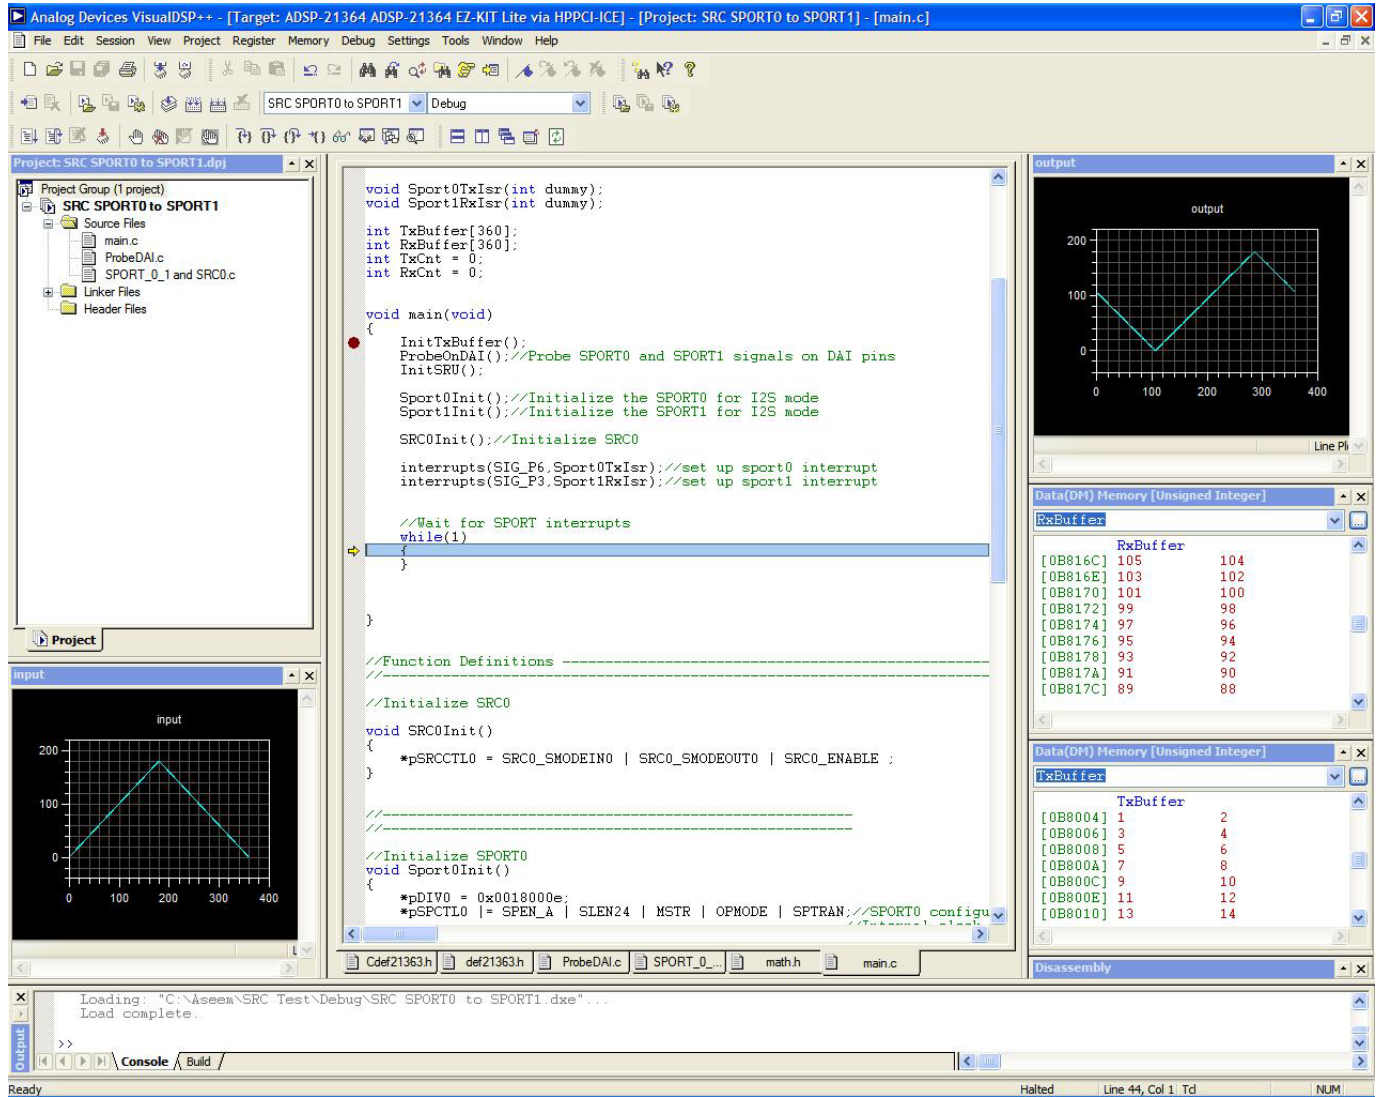 Analog Devices VisualDSP++ - [Target: ADSP-21364 ADSP-21364 EZ-KIT Lite via HPPCI-ICE] - [Project: SRC SPORT0 to SPORT1] - [main.c]
File Edit Session View Project Register Memory Debug Settings Tools Window Help
SRC SPORT0 to SPORT1 Debug
Project: SRC SPORT0 to SPORT1.dpj
Project Group (1 project)
SRC SPORT0 to SPORT1
Source Files
main.c
ProbeDAI.c
SPORT_0_1 and SRC0.c
Linker Files
Header Files
Project
input
input
200
100
0
0 100 200 300 400
void Sport0TxIsr(int dummy);
void Sport1RxIsr(int dummy);
int TxBuffer[360];
int RxBuffer[360];
int TxCnt = 0;
int RxCnt = 0;
void main(void)
{
InitTxBuffer();
ProbeOnDAI();//Probe SPORT0 and SPORT1 signals on DAI pins
InitSRU();
Sport0Init();//Initialize the SPORT0 for I2S mode
Sport1Init();//Initialize the SPORT1 for I2S mode
SRC0Init();//Initialize SRC0
interrupts(SIG_P6,Sport0TxIsr);//set up sport0 interrupt
interrupts(SIG_P3,Sport1RxIsr);//set up sport1 interrupt
//Wait for SPORT interrupts
while(1)
{
}
}
//Function Definitions --------------------------------------------------
//-----------------------------------------------------------------------
//Initialize SRC0
void SRC0Init()
{
*pSRCCTL0 = SRC0_SMODEIN0 | SRC0_SMODEOUT0 | SRC0_ENABLE ;
}
//-------------------------------------------------------
//-------------------------------------------------------
//Initialize SPORT0
void Sport0Init()
{
*pDIV0 = 0x0018000e;
*pSPCTL0 |= SPEN_A | SLEN24 | MSTR | OPMODE | SPTRAN;//SPORT0 configu
Cdef21363.h def21363.h ProbeDAI.c SPORT_0_... math.h main.c
output
output
200
100
0
0 100 200 300 400
Line Pl
Data(DM) Memory [Unsigned Integer]
RxBuffer
RxBuffer
[0B816C] 105 104
[0B816E] 103 102
[0B8170] 101 100
[0B8172] 99 98
[0B8174] 97 96
[0B8176] 95 94
[0B8178] 93 92
[0B817A] 91 90
[0B817C] 89 88
Data(DM) Memory [Unsigned Integer]
TxBuffer
TxBuffer
[0B8004] 1 2
[0B8006] 3 4
[0B8008] 5 6
[0B800A] 7 8
[0B800C] 9 10
[0B800E] 11 12
[0B8010] 13 14
Disassembly
Output
Loading: "C:\Aseem\SRC Test\Debug\SRC SPORT0 to SPORT1.dxe"...
Load complete.
>>
Console Build
Ready Halted Line 44, Col 1 Tcl NUM